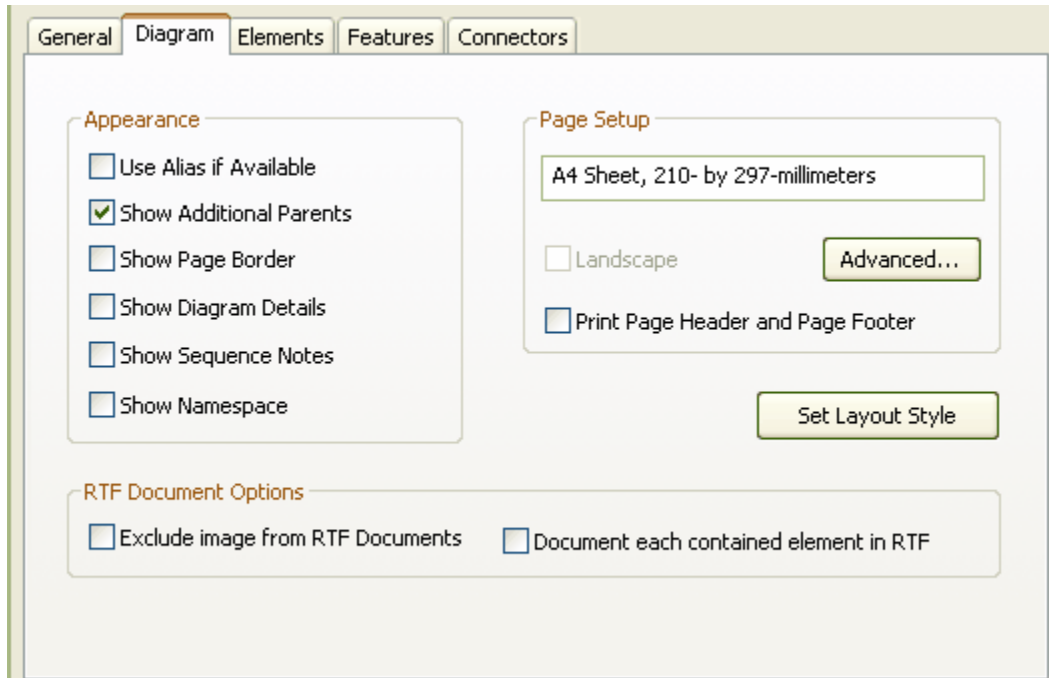 General Diagram Elements Features Connectors
Appearance
Use Alias if Available
Show Additional Parents
Show Page Border
Show Diagram Details
Show Sequence Notes
Show Namespace
Page Setup
A4 Sheet, 210- by 297-millimeters
Landscape
Advanced...
Print Page Header and Page Footer
Set Layout Style
RTF Document Options
Exclude image from RTF Documents
Document each contained element in RTF